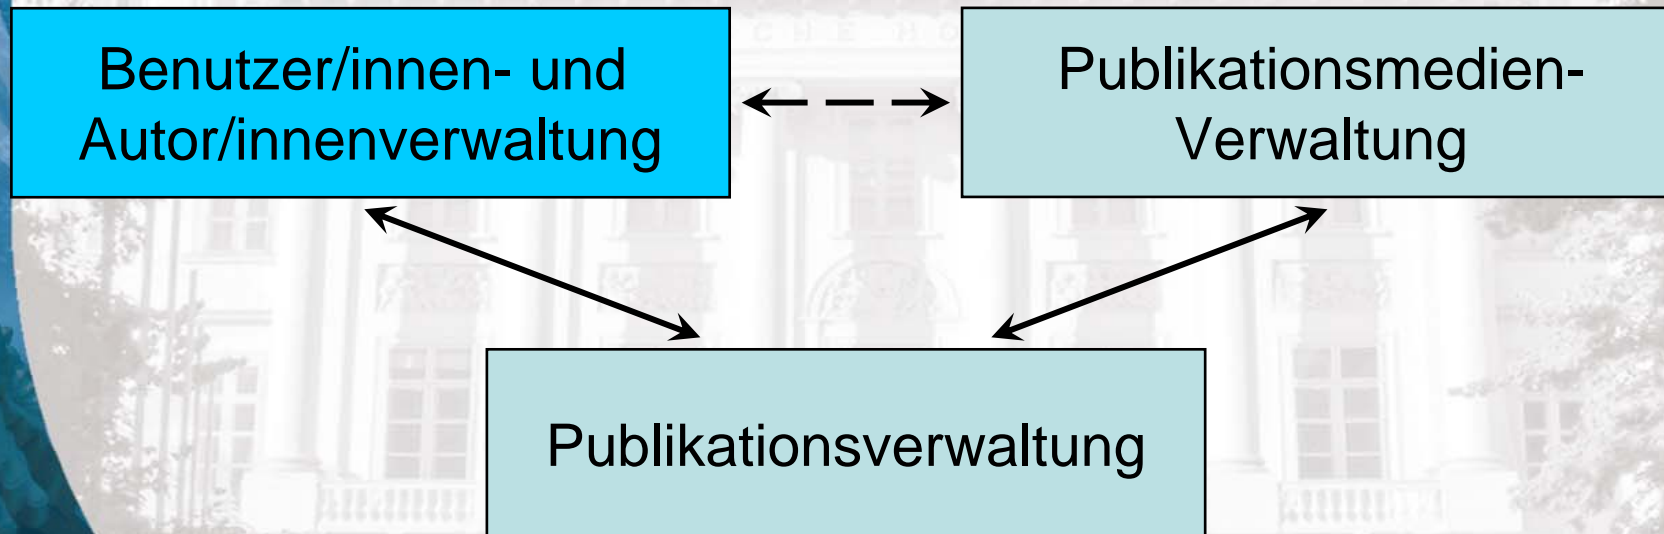 Benutzer/innen- und
Autor/innenverwaltung
Publikationsmedien-
Verwaltung
Publikationsverwaltung